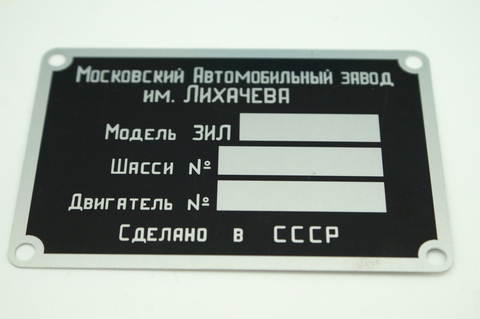 Московский Автомобильный завод
им. Лихачева
Модель ЗИЛ
Шасси №
Двигатель №
Сделано в СССР